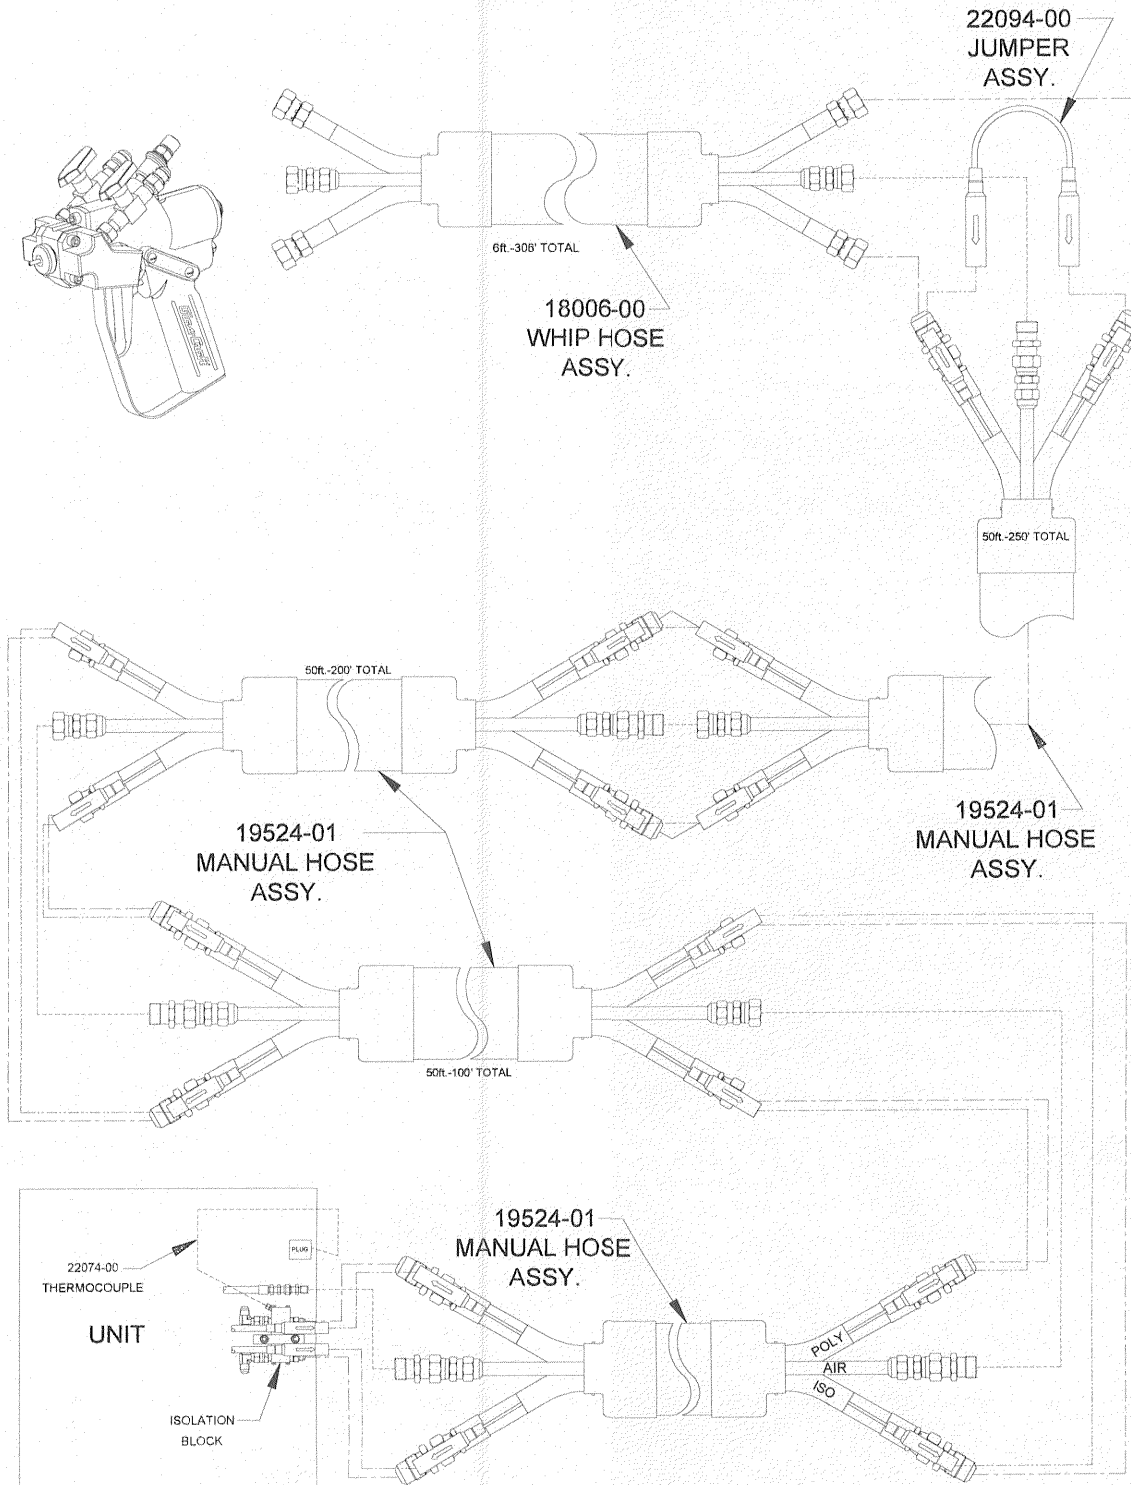 22094-00
JUMPER
ASSY.
6ft.-306' TOTAL
18006-00
WHIP HOSE
ASSY.
50ft.-250' TOTAL
50ft.-200' TOTAL
19524-01
MANUAL HOSE
ASSY.
19524-01
MANUAL HOSE
ASSY.
50ft.-100' TOTAL
19524-01
MANUAL HOSE
ASSY.
PLUG
22074-00
THERMOCOUPLE
UNIT
POLY
AIR
ISO
ISOLATION
BLOCK